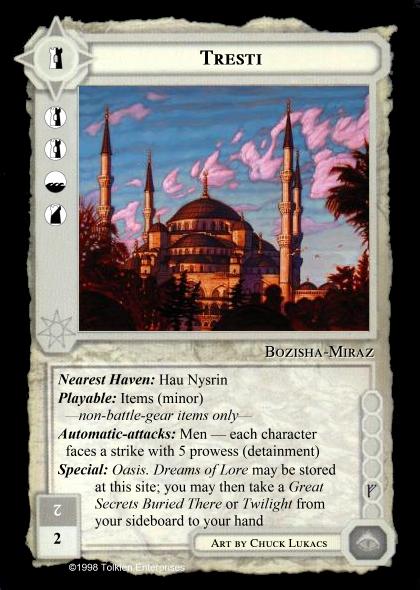 TRESTI
BOZISHA-MIRAZ
Nearest Haven: Hau Nysrin
Playable: Items (minor)
—non-battle-gear items only—
Automatic-attacks: Men — each character
faces a strike with 5 prowess (detainment)
Special: Oasis. Dreams of Lore may be stored
at this site; you may then take a Great
Secrets Buried There or Twilight from
your sideboard to your hand
2
ART BY CHUCK LUKACS
©1998 Tolkien Enterprises